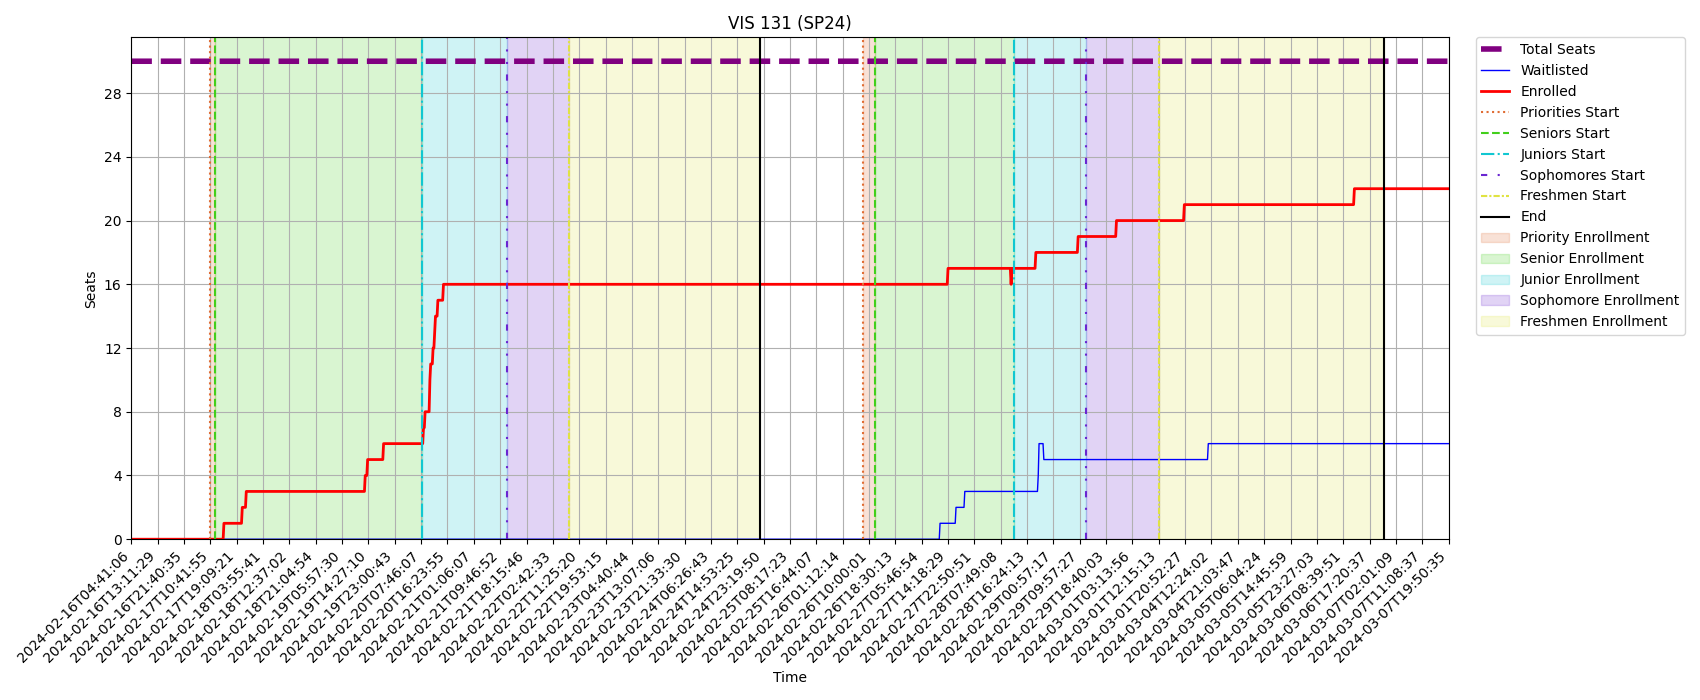 VIS 131 (SP24)
Seats
28
24
20
16
12
8
4
0
2024-02-16T04:41:06
2024-02-16T13:11:29
2024-02-16T21:40:35
2024-02-17T10:41:55
2024-02-17T19:09:21
2024-02-18T03:55:41
2024-02-18T12:37:02
2024-02-18T21:04:54
2024-02-19T05:57:30
2024-02-19T14:27:10
2024-02-19T23:00:43
2024-02-20T07:46:07
2024-02-20T16:23:55
2024-02-21T01:06:07
2024-02-21T09:46:52
2024-02-21T18:15:46
2024-02-22T02:42:33
2024-02-22T11:25:20
2024-02-22T19:53:15
2024-02-23T04:40:44
2024-02-23T13:07:06
2024-02-23T21:33:30
2024-02-24T06:26:43
2024-02-24T14:53:25
2024-02-24T23:19:50
2024-02-25T08:17:23
2024-02-25T16:44:07
2024-02-26T01:12:14
2024-02-26T10:00:01
2024-02-26T18:30:13
2024-02-27T05:46:54
2024-02-27T14:18:29
2024-02-27T22:50:51
2024-02-28T07:49:08
2024-02-28T16:24:13
2024-02-29T00:57:17
2024-02-29T09:57:27
2024-02-29T18:40:03
2024-03-01T03:13:56
2024-03-01T12:15:13
2024-03-01T20:52:27
2024-03-04T12:24:02
2024-03-04T21:03:47
2024-03-05T06:04:24
2024-03-05T14:45:59
2024-03-05T23:27:03
2024-03-06T08:39:51
2024-03-06T17:20:37
2024-03-07T02:01:09
2024-03-07T11:08:37
2024-03-07T19:50:35
Time
Total Seats
Waitlisted
Enrolled
Priorities Start
Seniors Start
Juniors Start
Sophomores Start
Freshmen Start
End
Priority Enrollment
Senior Enrollment
Junior Enrollment
Sophomore Enrollment
Freshmen Enrollment